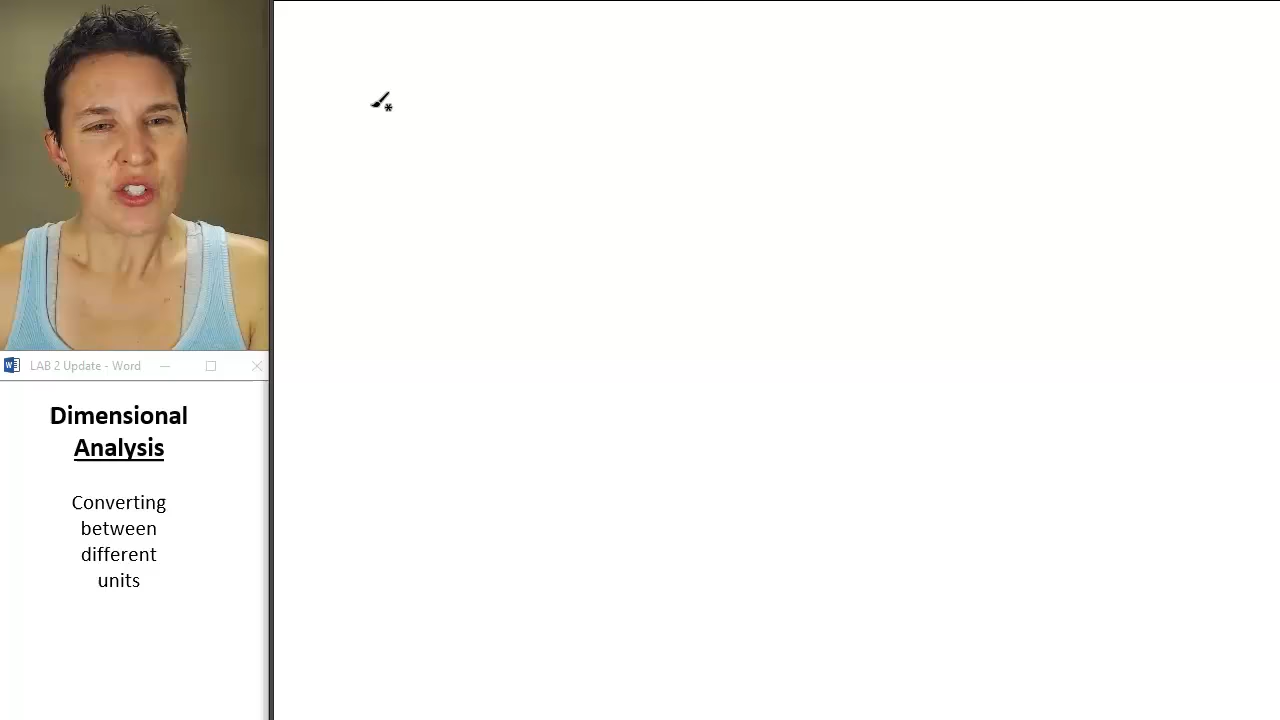 LAB 2 Update - Word
Dimensional
Analysis
Converting
between
different
units